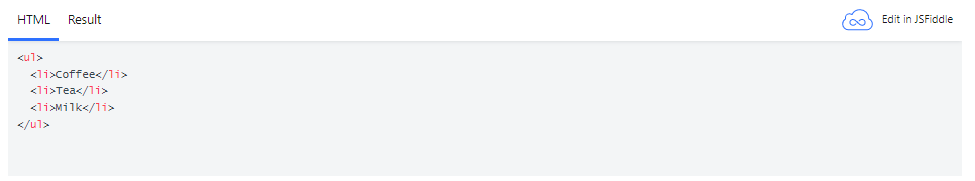 HTML Result Edit in JSFiddle
<ul>
  <li>Coffee</li>
  <li>Tea</li>
  <li>Milk</li>
</ul>